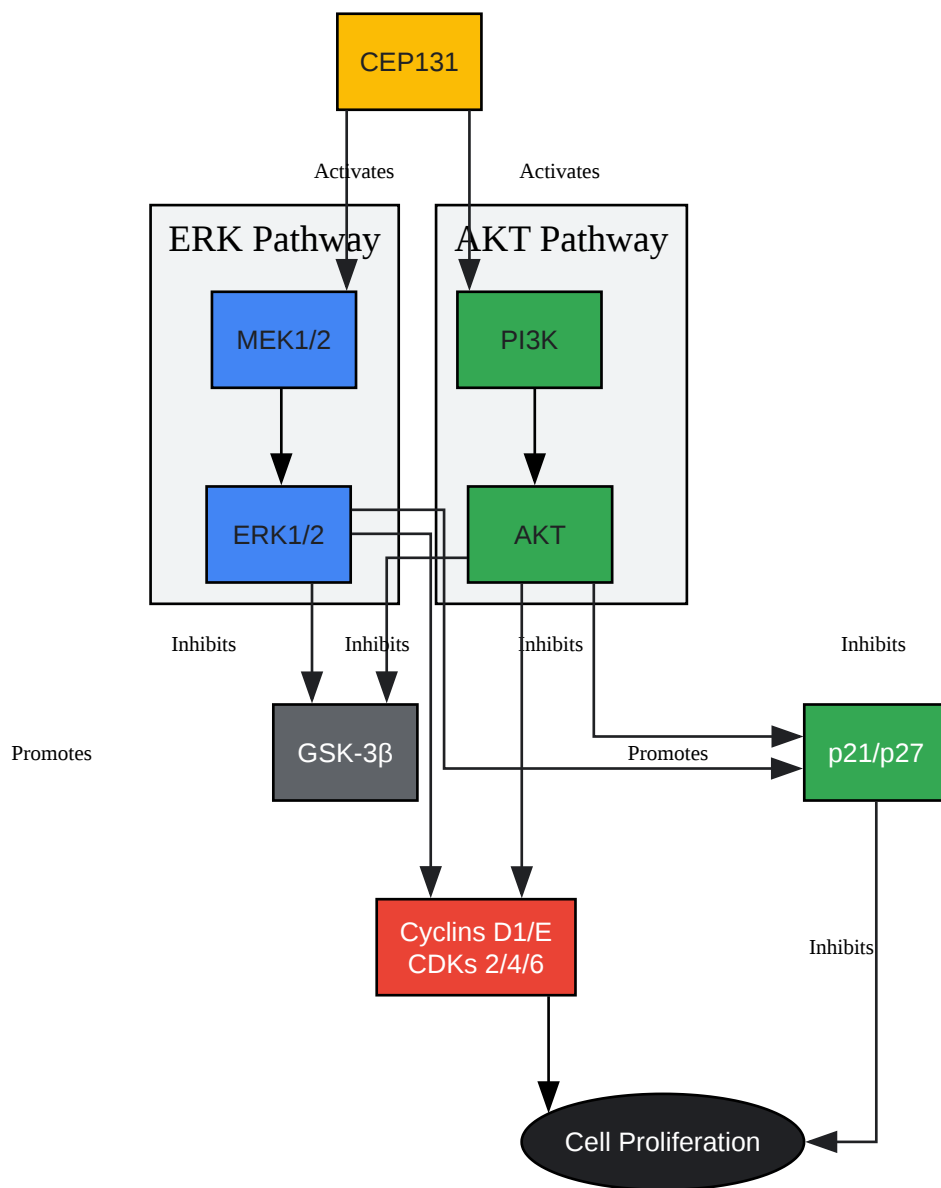 CEP131
Activates
Activates
ERK Pathway
AKT Pathway
MEK1/2
PI3K
ERK1/2
AKT
Inhibits
Inhibits
Inhibits
Inhibits
Promotes
GSK-3β
Promotes
p21/p27
Cyclins D1/E
CDKs 2/4/6
Inhibits
Cell Proliferation